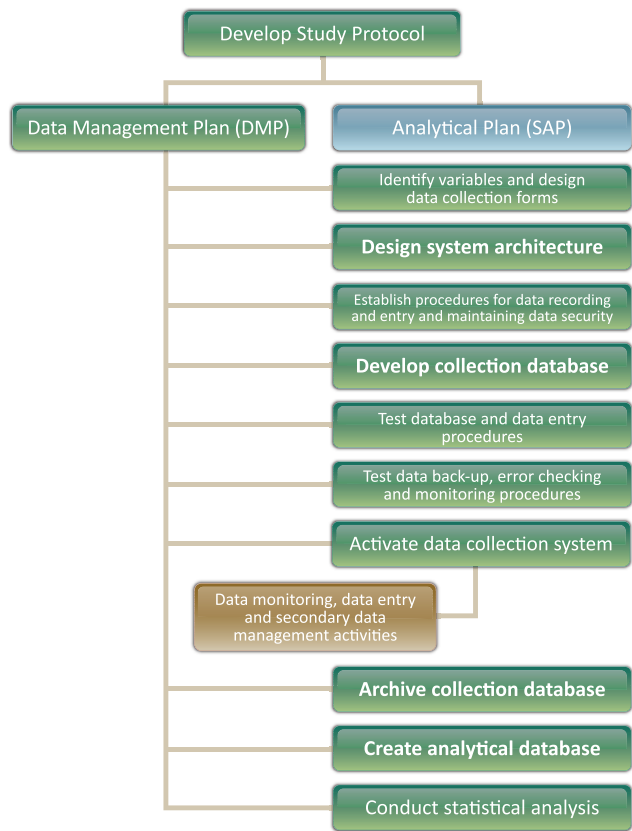 Develop Study Protocol
Data Management Plan (DMP)
Analytical Plan (SAP)
Identify variables and design
data collection forms
Design system architecture
Establish procedures for data recording
and entry and maintaining data security
Develop collection database
Test database and data entry
procedures
Test data back-up, error checking
and monitoring procedures
Activate data collection system
Data monitoring, data entry
and secondary data
management activities
Archive collection database
Create analytical database
Conduct statistical analysis